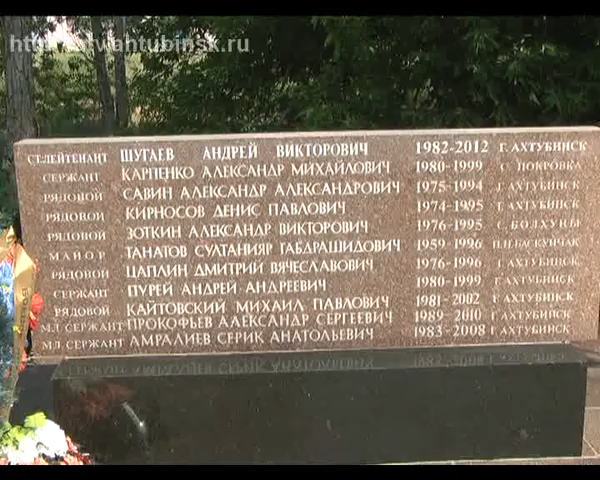 СТ.ЛЕЙТЕНАНТ ШУГАЕВ АНДРЕЙ ВИКТОРОВИЧ 1982-2012 Г. АХТУБИНСК
СЕРЖАНТ КАРПЕНКО АЛЕКСАНДР МИХАЙЛОВИЧ 1980-1999 С. ПОКРОВКА
РЯДОВОЙ САВИН АЛЕКСАНДР АЛЕКСАНДРОВИЧ 1975-1994 Г. АХТУБИНСК
РЯДОВОЙ КИРНОСОВ ДЕНИС ПАВЛОВИЧ 1974-1995 Г. АХТУБИНСК
РЯДОВОЙ ЗОТКИН АЛЕКСАНДР ВИКТОРОВИЧ 1976-1995 С. БОЛХУНЫ
МАЙОР ТАНАТОВ СУЛТАНИЯР ГАБДРАШИДОВИЧ 1959-1996 П.Н.БАСКУНЧАК
РЯДОВОЙ ЦАПЛИН ДМИТРИЙ ВЯЧЕСЛАВОВИЧ 1976-1996 Г. АХТУБИНСК
СЕРЖАНТ ПУРЕЙ АНДРЕЙ АНДРЕЕВИЧ 1980-1999 Г. АХТУБИНСК
РЯДОВОЙ КАЙТОВСКИЙ МИХАИЛ ПАВЛОВИЧ 1981-2002 Г. АХТУБИНСК
МЛ. СЕРЖАНТ ПРОКОФЬЕВ АЛЕКСАНДР СЕРГЕЕВИЧ 1989-2010 Г. АХТУБИНСК
МЛ. СЕРЖАНТ АМРАЛИЕВ СЕРИК АНАТОЛЬЕВИЧ 1983-2008 Г. АХТУБИНСК